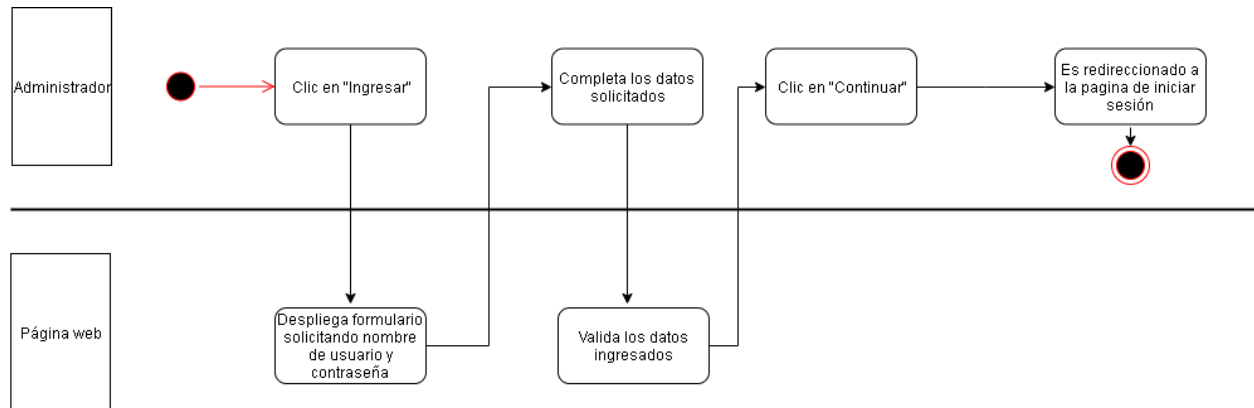 Administrador
Clic en "Ingresar"
Completa los datos
solicitados
Clic en "Continuar"
Es redireccionado a
la pagina de iniciar
sesión
Página web
Despliega formulario
solicitando nombre
de usuario y
contraseña
Valida los datos
ingresados